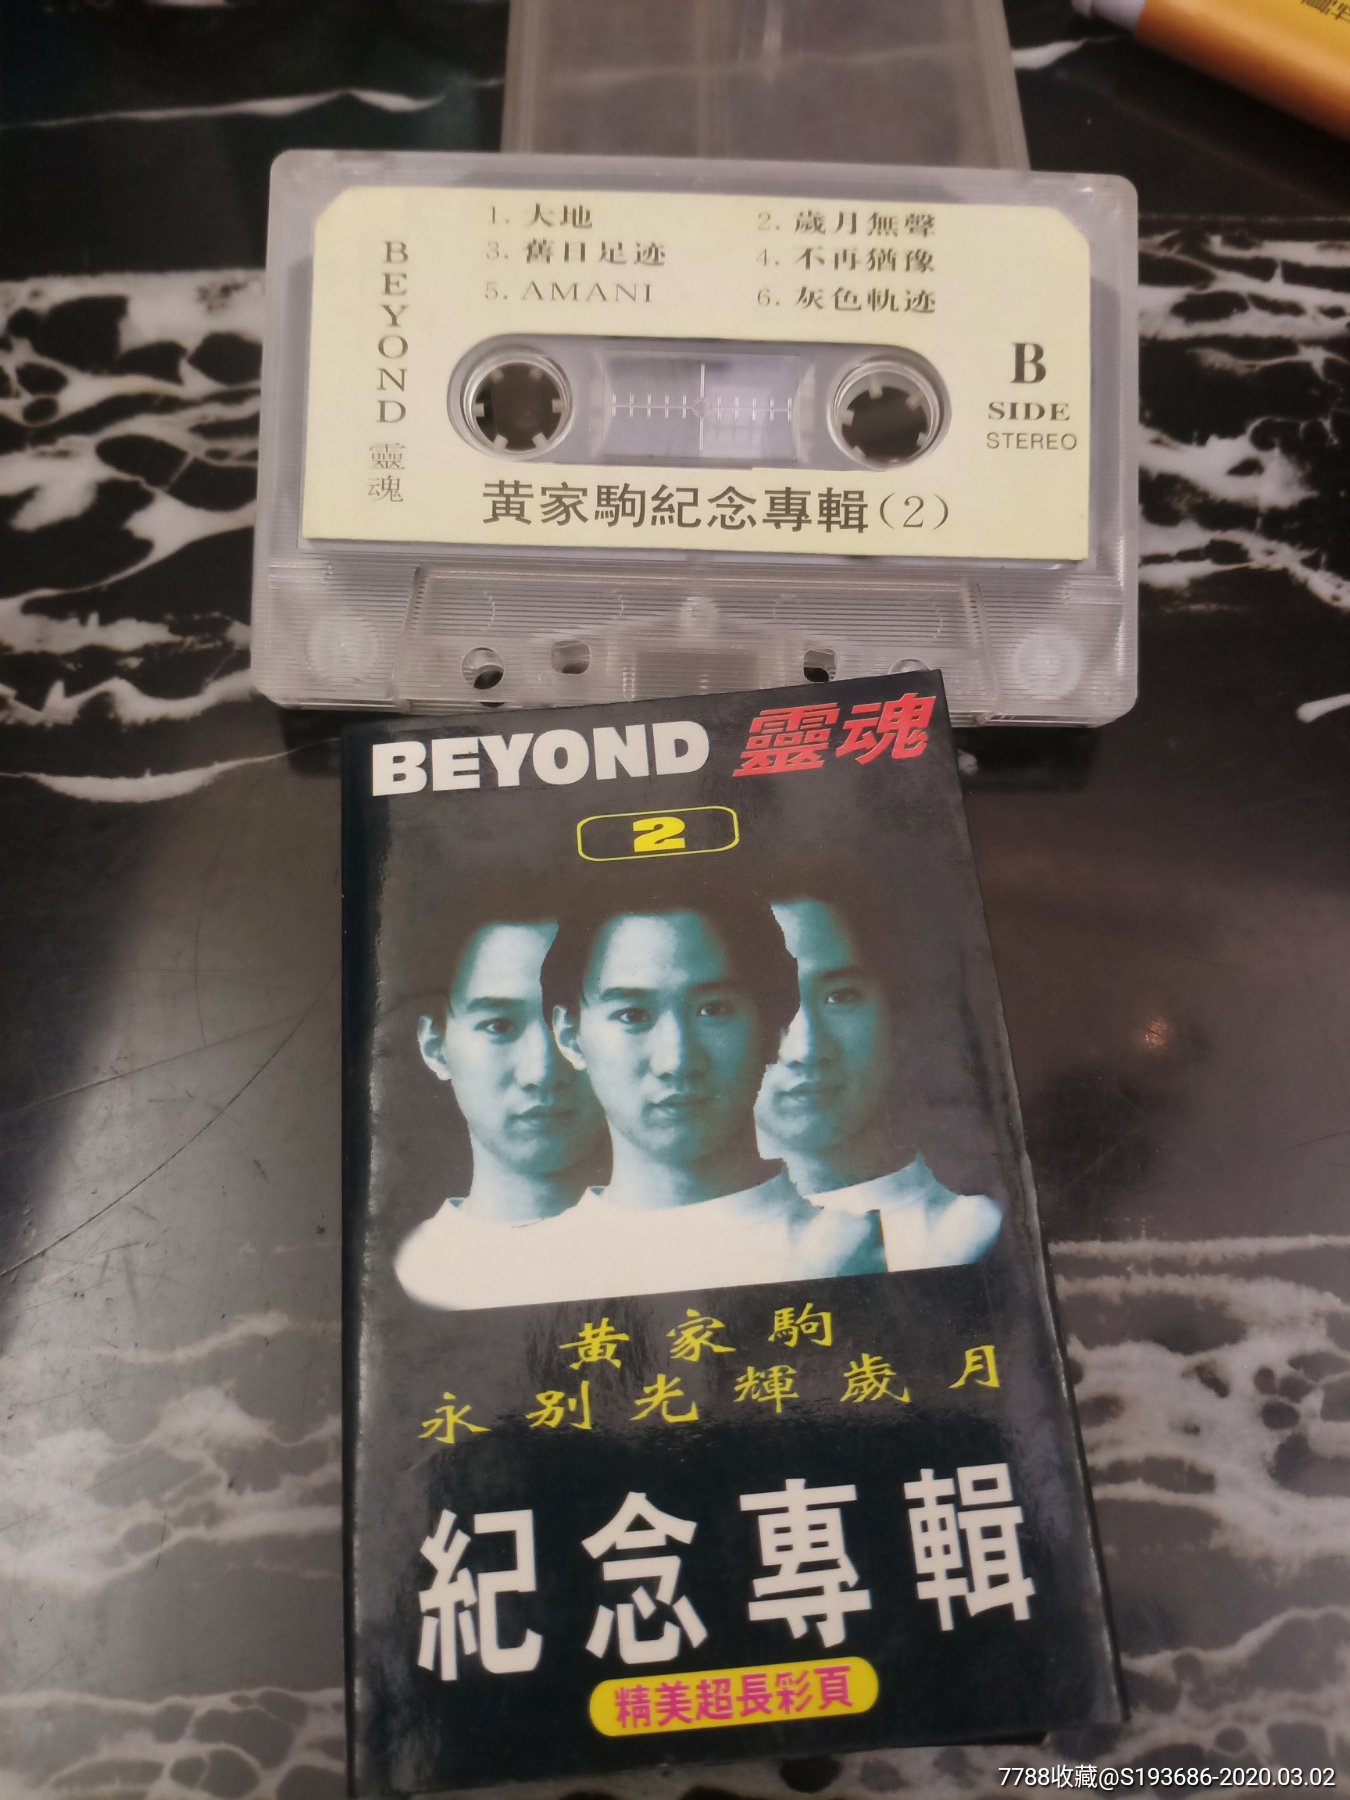 1. 大地 2. 歲月無聲
3. 舊日足迹 4. 不再猶豫
5. AMANI 6. 灰色軌迹
BEYOND 靈魂
B
SIDE
STEREO
黄家駒紀念專輯(2)
BEYOND 靈魂
2
黄家駒
永别光輝歲月
紀念專輯
精美超長彩頁
7788收藏@S193686-2020.03.02